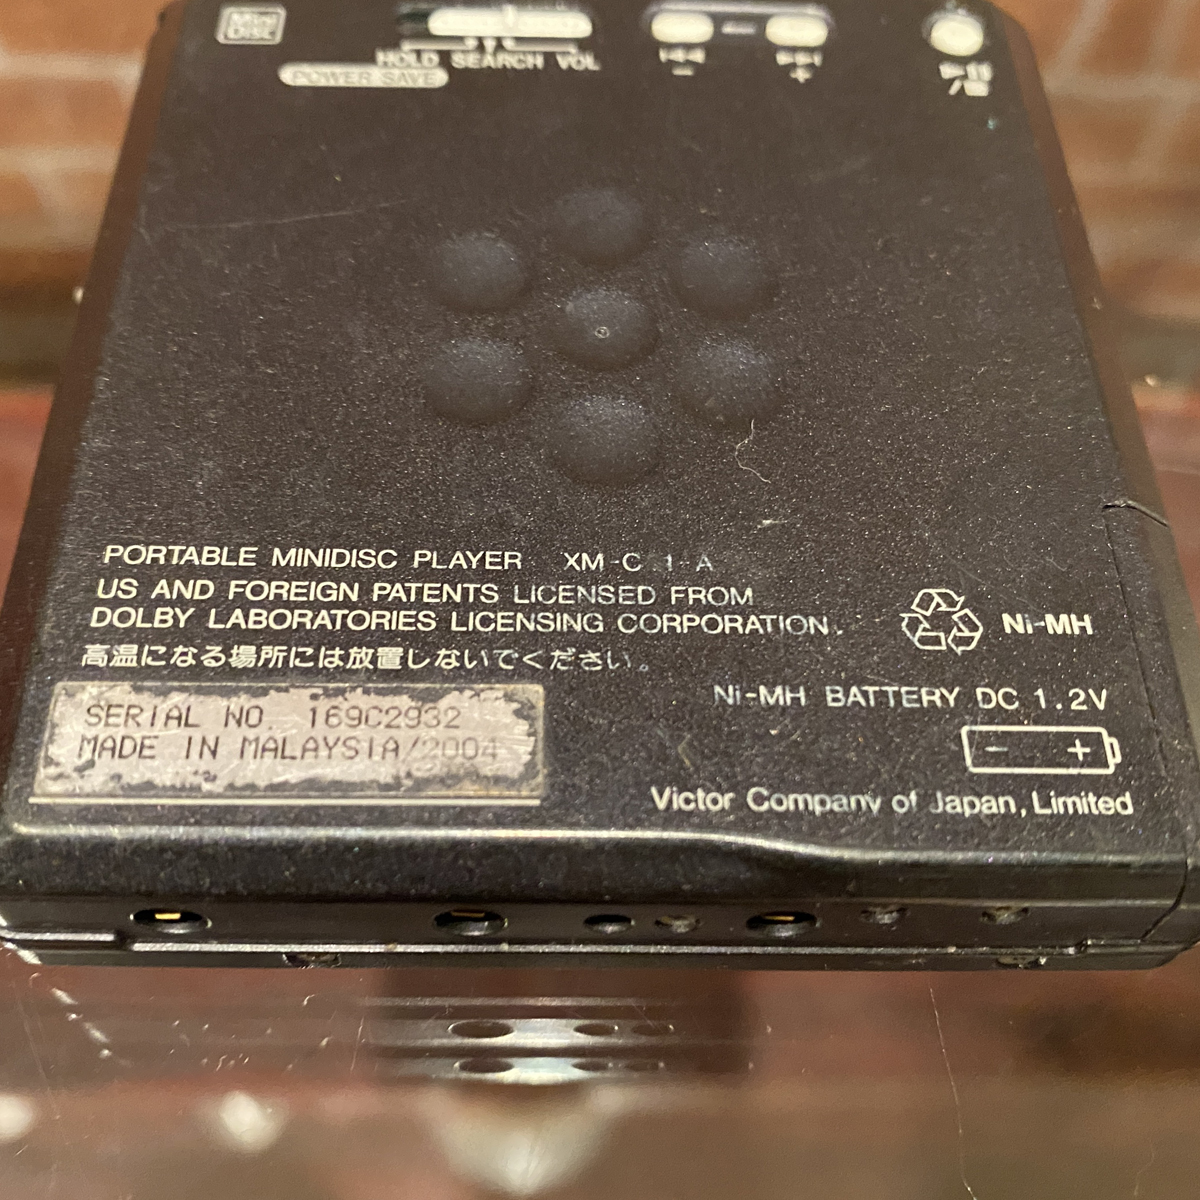 Mini
DISC
HOLD SEARCH VOL
POWER SAVE
−
+
PORTABLE MINIDISC PLAYER XM-C 1-A
US AND FOREIGN PATENTS LICENSED FROM
DOLBY LABORATORIES LICENSING CORPORATION.
高温になる場所には放置しないでください。
Ni-MH
SERIAL NO. 169C2932
MADE IN MALAYSIA/2004
Ni-MH BATTERY DC 1.2V
− +
Victor Company of Japan, Limited